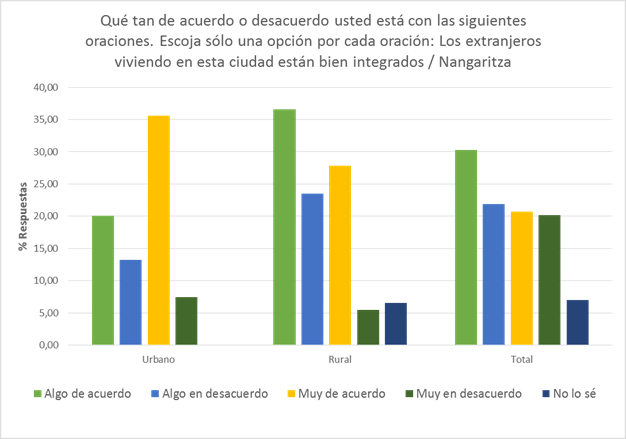 Qué tan de acuerdo o desacuerdo usted está con las siguientes
oraciones. Escoja sólo una opción por cada oración: Los extranjeros
viviendo en esta ciudad están bien integrados / Nangaritza
40,00
35,00
30,00
25,00
20,00
15,00
10,00
5,00
0,00
% Respuestas
Urbano Rural Total
Algo de acuerdo Algo en desacuerdo Muy de acuerdo Muy en desacuerdo No lo sé